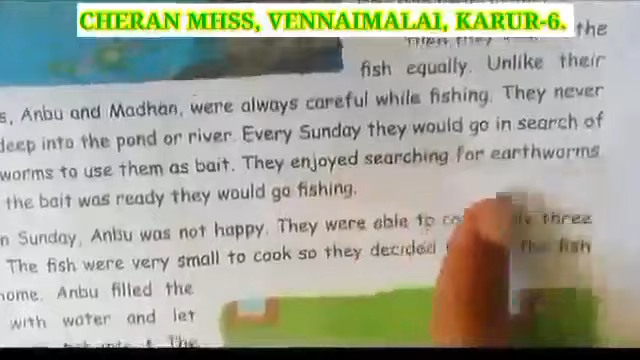 CHERAN MHSS, VENNAIMALAI, KARUR-6.
the
fish equally. Unlike their
s, Anbu and Madhan, were always careful while fishing. They never
deep into the pond or river. Every Sunday they would go in search of
worms to use them as bait. They enjoyed searching for earthworms
the bait was ready they would go fishing.
n Sunday, Anbu was not happy. They were able to three
The fish were very small to cook so they decided the fish
home. Anbu filled the
with water and let
The